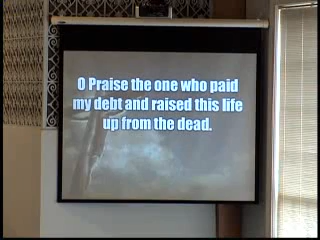 O Praise the one who paid
my debt and raised this life
up from the dead.